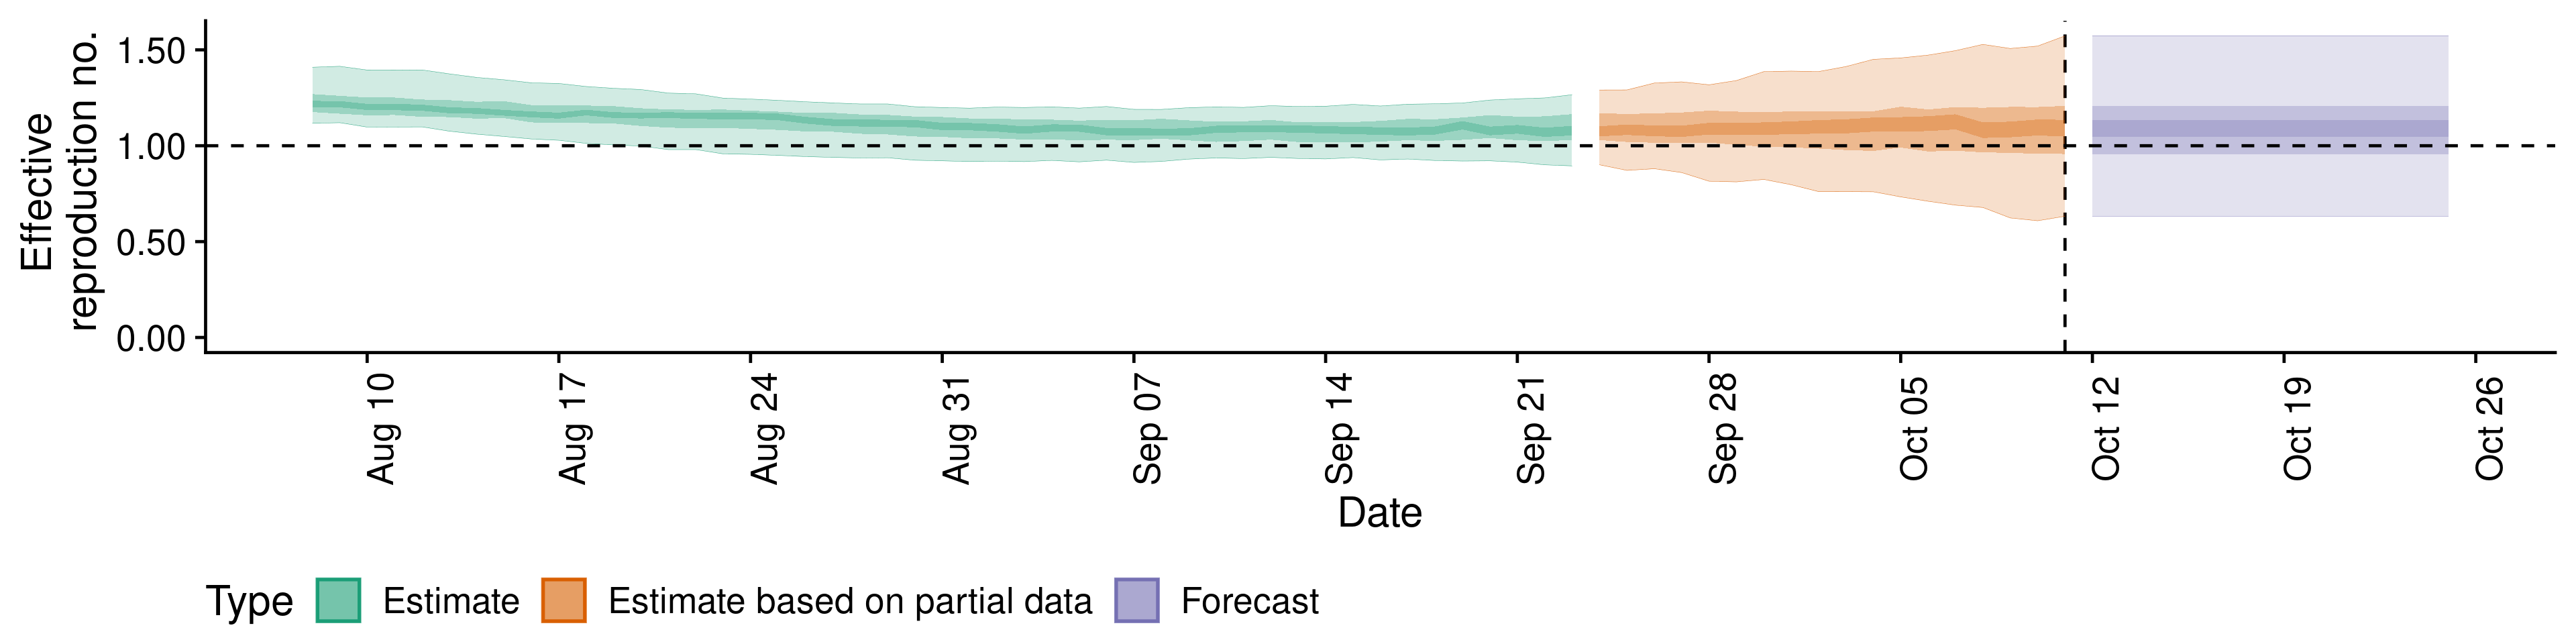 Effective
reproduction no.
1.50
1.00
0.50
0.00
Aug 10
Aug 17
Aug 24
Aug 31
Sep 07
Sep 14
Sep 21
Sep 28
Oct 05
Oct 12
Oct 19
Oct 26
Date
Type
Estimate
Estimate based on partial data
Forecast